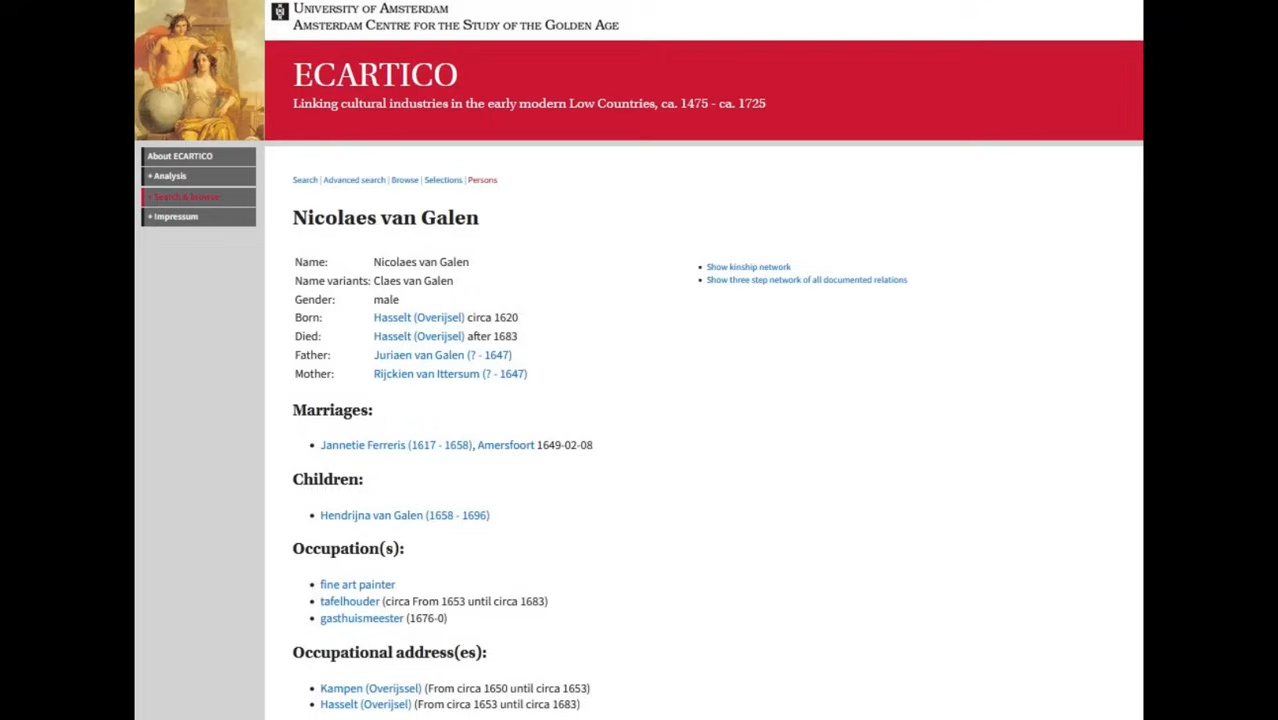 UNIVERSITY OF AMSTERDAM
AMSTERDAM CENTRE FOR THE STUDY OF THE GOLDEN AGE
ECARTICO
Linking cultural industries in the early modern Low Countries, ca. 1475 - ca. 1725
About ECARTICO
+ Analysis
+ Search & browse
+ Impressum
Search | Advanced search | Browse | Selections | Persons
Nicolaes van Galen
Name: Nicolaes van Galen
Name variants: Claes van Galen
Gender: male
Born: Hasselt (Overijsel) circa 1620
Died: Hasselt (Overijsel) after 1683
Father: Juriaen van Galen (? - 1647)
Mother: Rijckien van Ittersum (? - 1647)
• Show kinship network
• Show three step network of all documented relations
Marriages:
• Jannetie Ferreris (1617 - 1658), Amersfoort 1649-02-08
Children:
• Hendrijna van Galen (1658 - 1696)
Occupation(s):
• fine art painter
• tafelhouder (circa From 1653 until circa 1683)
• gasthuismeester (1676-0)
Occupational address(es):
• Kampen (Overijssel) (From circa 1650 until circa 1653)
• Hasselt (Overijsel) (From circa 1653 until circa 1683)